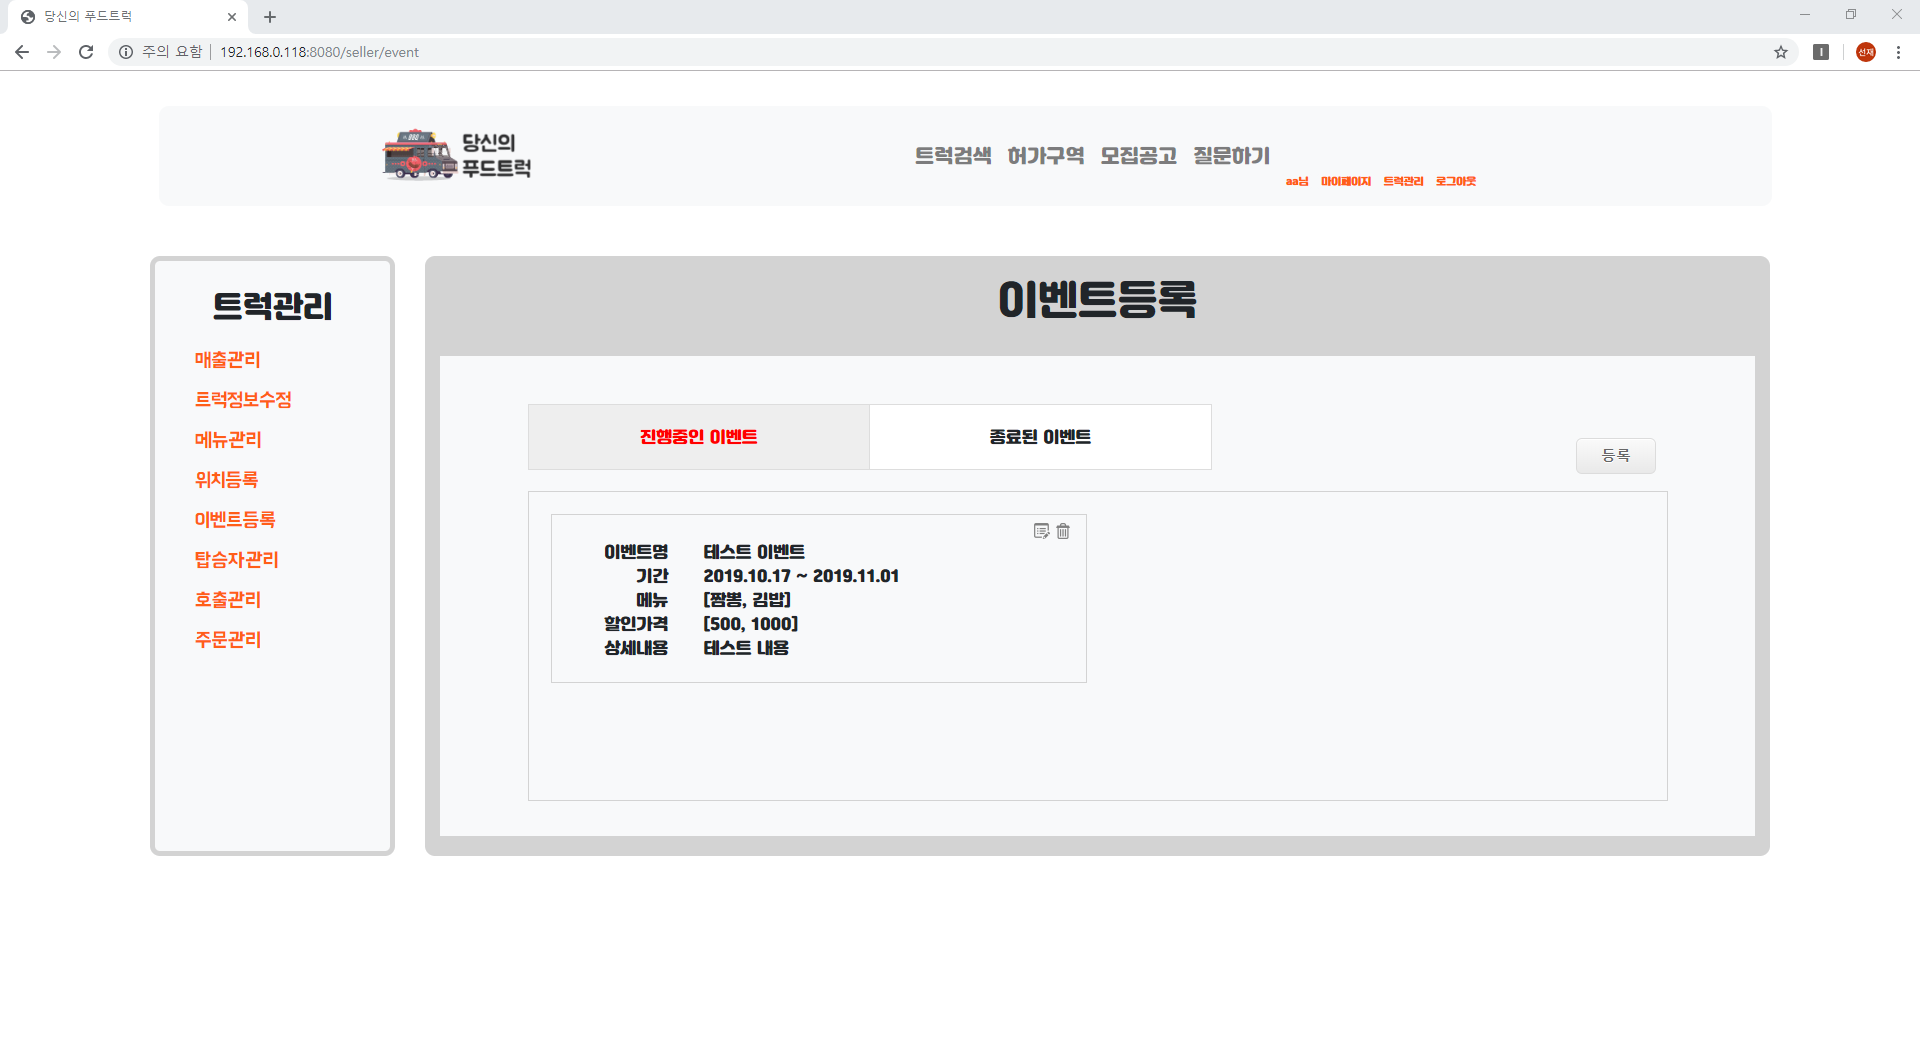 당신의 푸드트럭
주의 요함 | 192.168.0.118:8080/seller/event
선재
당신의
푸드트럭
트럭검색 허가구역 모집공고 질문하기
aa님 마이페이지 트럭관리 로그아웃
트럭관리
매출관리
트럭정보수정
메뉴관리
위치등록
이벤트등록
탑승자관리
호출관리
주문관리
이벤트등록
진행중인 이벤트 종료된 이벤트
등록
이벤트명 테스트 이벤트
기간 2019.10.17 ~ 2019.11.01
메뉴 [짬뽕, 김밥]
할인가격 [500, 1000]
상세내용 테스트 내용